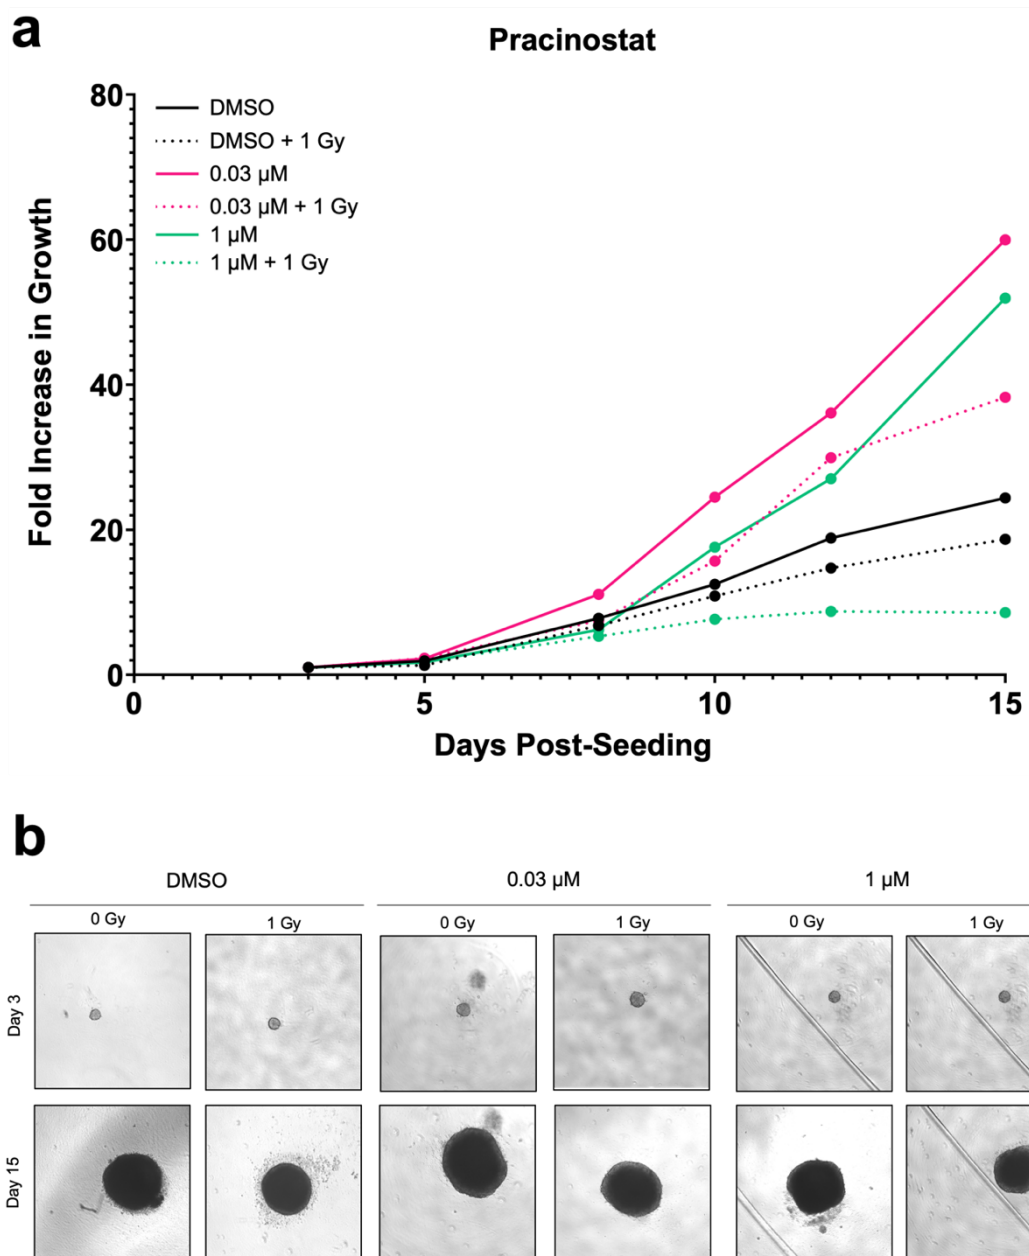 a
Pracinostat
80
60
40
20
0
Fold Increase in Growth
DMSO
DMSO + 1 Gy
0.03 µM
0.03 µM + 1 Gy
1 µM
1 µM + 1 Gy
0
5
10
15
Days Post-Seeding
b
DMSO
0.03 µM
1 µM
0 Gy
1 Gy
0 Gy
1 Gy
0 Gy
1 Gy
Day 3
Day 15